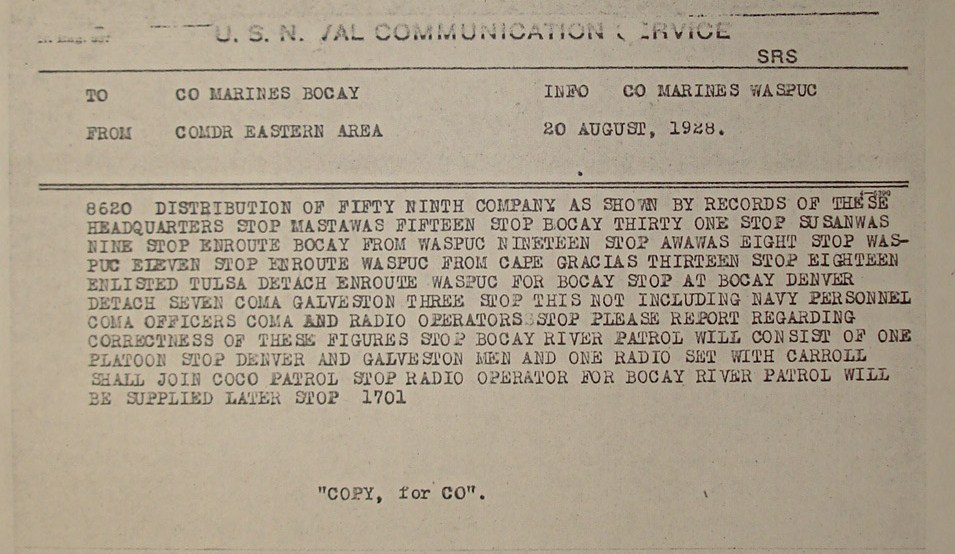 U. S. N. VAL COMMUNICATION SERVICE
SRS
TO CO MARINES BOCAY INFO CO MARINES WASPUC
FROM COMDR EASTERN AREA 20 AUGUST, 1928.
8620 DISTRIBUTION OF FIFTY NINTH COMPANY AS SHOWN BY RECORDS OF THESE
HEADQUARTERS STOP MASTAWAS FIFTEEN STOP BOCAY THIRTY ONE STOP SUSANWAS
NINE STOP ENROUTE BOCAY FROM WASPUC NINETEEN STOP AWAWAS EIGHT STOP WAS-
PUC ELEVEN STOP ENROUTE WASPUC FROM CAPE GRACIAS THIRTEEN STOP EIGHTEEN
ENLISTED TULSA DETACH ENROUTE WASPUC FOR BOCAY STOP AT BOCAY DENVER
DETACH SEVEN COMA GALVESTON THREE STOP THIS NOT INCLUDING NAVY PERSONNEL
COMA OFFICERS COMA AND RADIO OPERATORS STOP PLEASE REPORT REGARDING
CORRECTNESS OF THESE FIGURES STOP BOCAY RIVER PATROL WILL CONSIST OF ONE
PLATOON STOP DENVER AND GALVESTON MEN AND ONE RADIO SET WITH CARROLL
SHALL JOIN COCO PATROL STOP RADIO OPERATOR FOR BOCAY RIVER PATROL WILL
BE SUPPLIED LATER STOP 1701
"COPY, for CO".